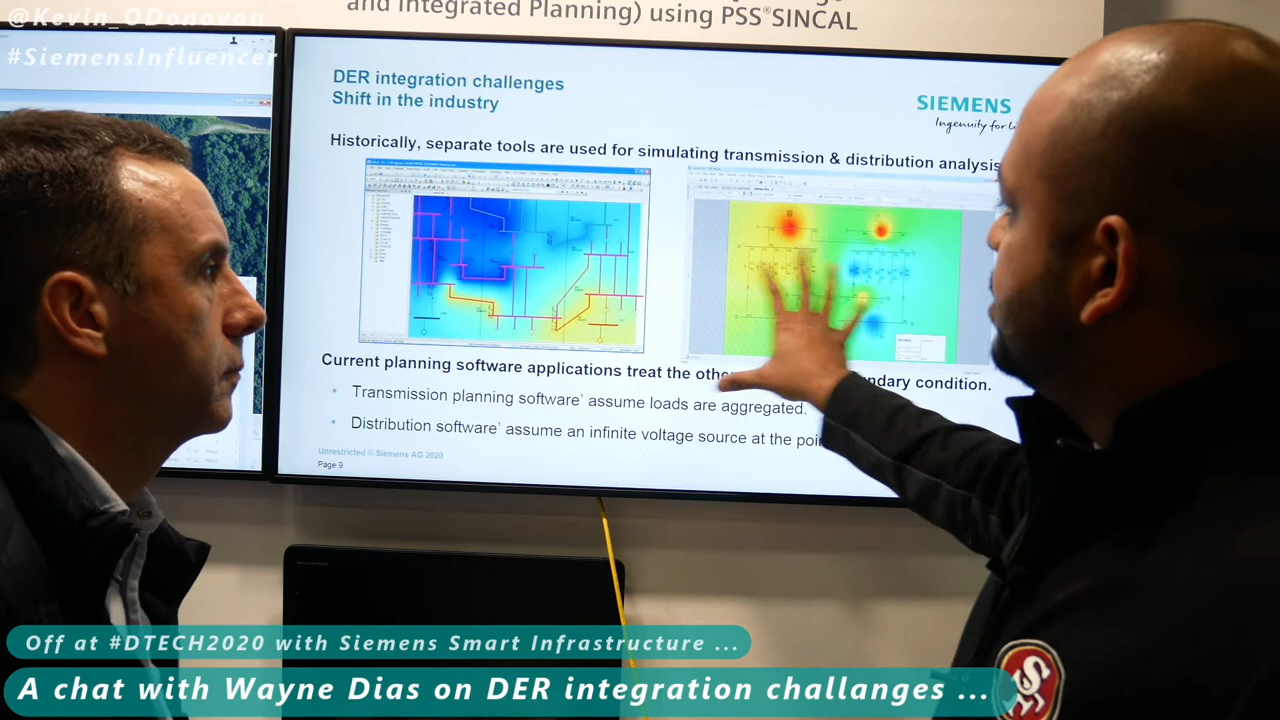 @Kevin_ODonovan
#SiemensInfluencer
and Integrated Planning) using PSS®SINCAL
DER integration challenges
Shift in the industry
SIEMENS
Ingenuity for
Historically, separate tools are used for simulating transmission & distribution analysis
Current planning software applications treat the condition.
• Transmission planning software' assume loads are aggregated.
• Distribution software' assume an infinite voltage source at the
Unrestricted © Siemens AG 2020
Page 9
Off at #DTECH2020 with Siemens Smart Infrastructure ...
A chat with Wayne Dias on DER integration challanges ...